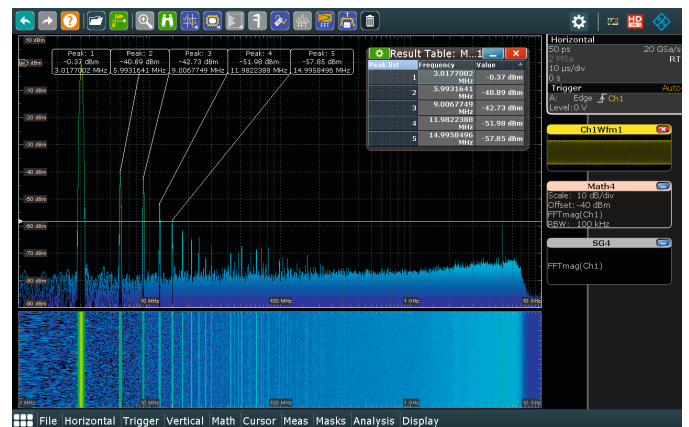 HD
10 dBm
0 dBm
-10 dBm
-20 dBm
-30 dBm
-40 dBm
-50 dBm
-60 dBm
-70 dBm
-80 dBm
-90 dBm
Peak: 1
-0.37 dBm
3.0177002 MHz
Peak: 2
-40.89 dBm
5.9931641 MHz
Peak: 3
-42.73 dBm
9.0067749 MHz
Peak: 4
-51.98 dBm
11.9822388 MHz
Peak: 5
-57.85 dBm
14.9958496 MHz
Result Table: M...1
Peak list Frequency Value
1 3.0177002 MHz -0.37 dBm
2 5.9931641 MHz -40.89 dBm
3 9.0067749 MHz -42.73 dBm
4 11.9822388 MHz -51.98 dBm
5 14.9958496 MHz -57.85 dBm
10 MHz
100 MHz
1 GHz
10 GHz
10 MHz
100 MHz
1 GHz
Horizontal
50 ps 20 GSa/s
2 MSa RT
10 µs/div
0 s
Trigger Auto
A: Edge Ch1
Level: 0 V
Ch1Wfm1
Math4
Scale: 10 dB/div
Offset: -40 dBm
FFTmag(Ch1)
RBW: 100 kHz
SG4
FFTmag(Ch1)
File Horizontal Trigger Vertical Math Cursor Meas Masks Analysis Display